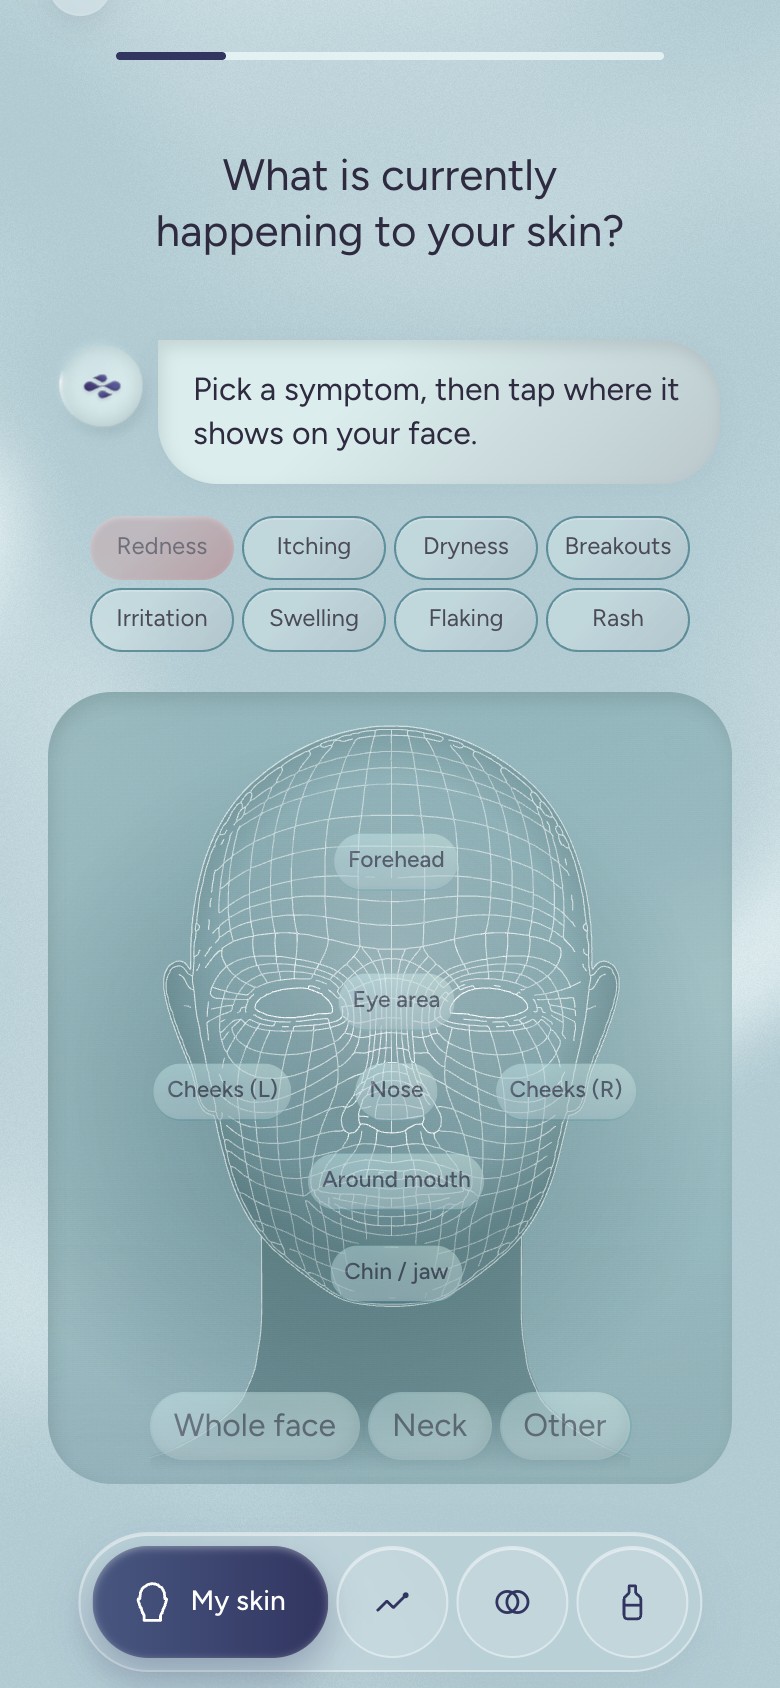 What is currently
happening to your skin?
Pick a symptom, then tap where it
shows on your face.
Redness Itching Dryness Breakouts
Irritation Swelling Flaking Rash
Forehead
Eye area
Cheeks (L) Nose Cheeks (R)
Around mouth
Chin / jaw
Whole face Neck Other
My skin